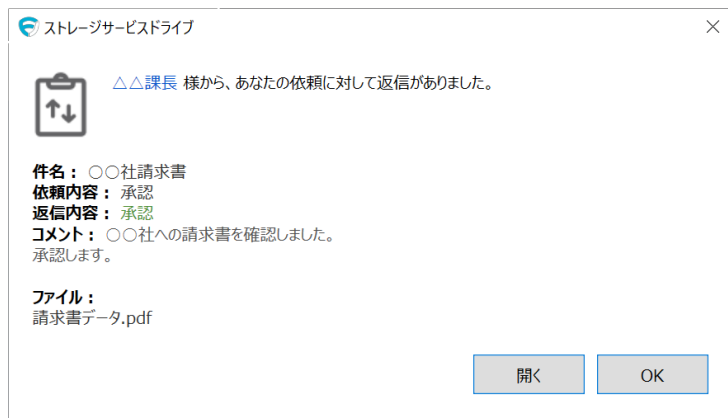 ストレージサービスドライブ
△△課長 様から、あなたの依頼に対して返信がありました。
件名： 〇〇社請求書
依頼内容： 承認
返信内容： 承認
コメント： 〇〇社への請求書を確認しました。
承認します。
ファイル：
請求書データ.pdf
開く
OK